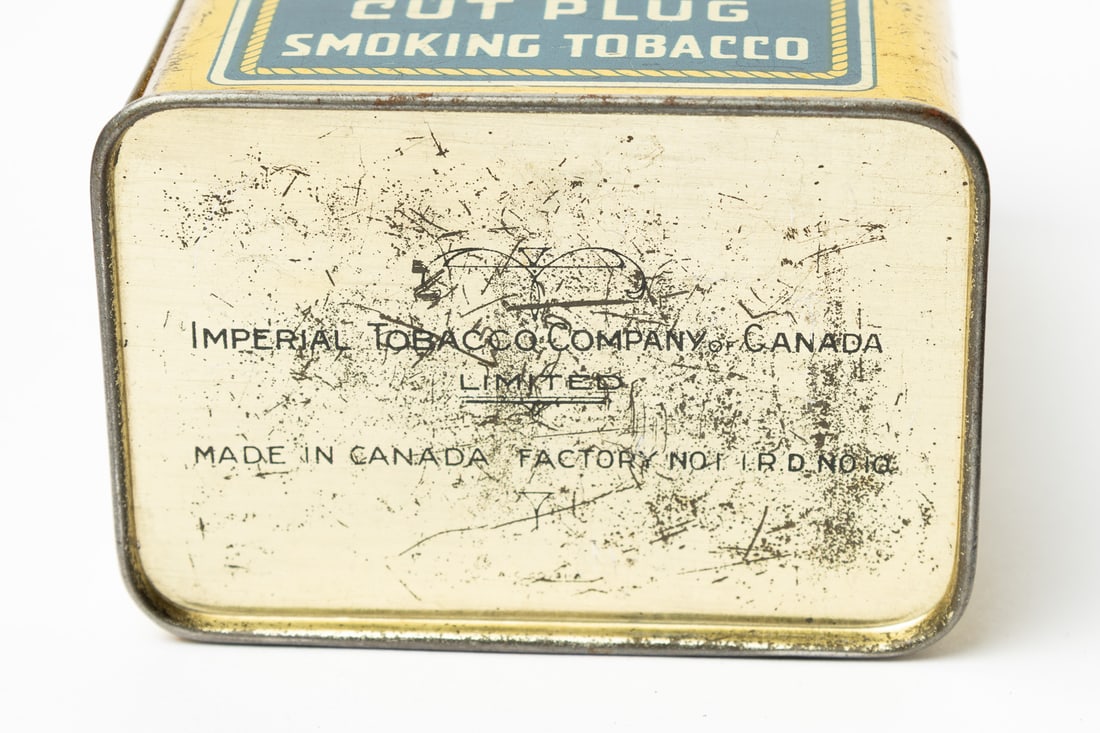 CUT PLUG
SMOKING TOBACCO
IMPERIAL TOBACCO COMPANY OF CANADA
LIMITED
MADE IN CANADA FACTORY NO 1 I.R.D. NO 10